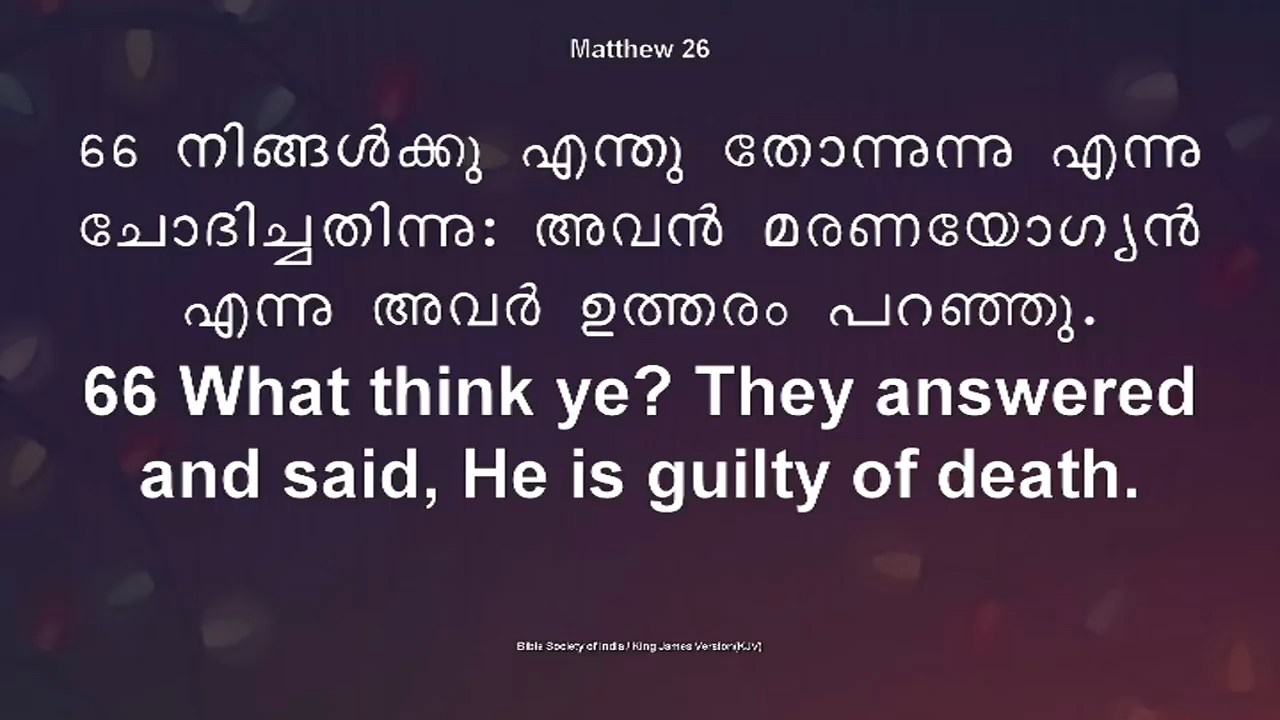 Matthew 26
66 നിങ്ങൾക്കു എന്തു തോന്നുന്നു എന്നു
ചോദിച്ചതിന്നു: അവൻ മരണയോഗ്യൻ
എന്നു അവർ ഉത്തരം പറഞ്ഞു.
66 What think ye? They answered
and said, He is guilty of death.
Bible Society of India / King James Version(KJV)